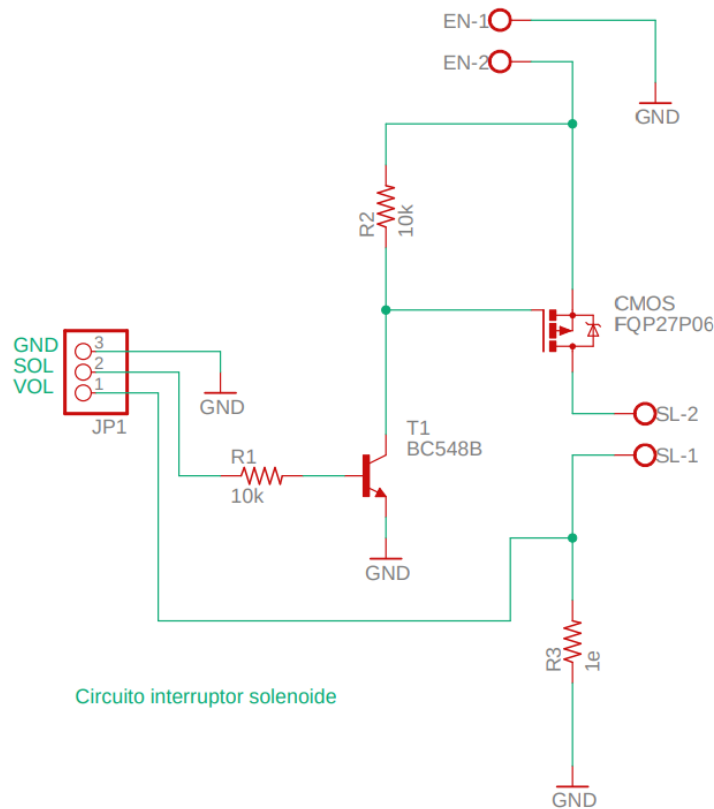 EN-1
EN-2
GND
R2
10k
CMOS
FQP27P06
GND
SOL
VOL
3
2
1
JP1
GND
R1
10k
T1
BC548B
GND
SL-2
SL-1
R3
1e
GND
Circuito interruptor solenoide